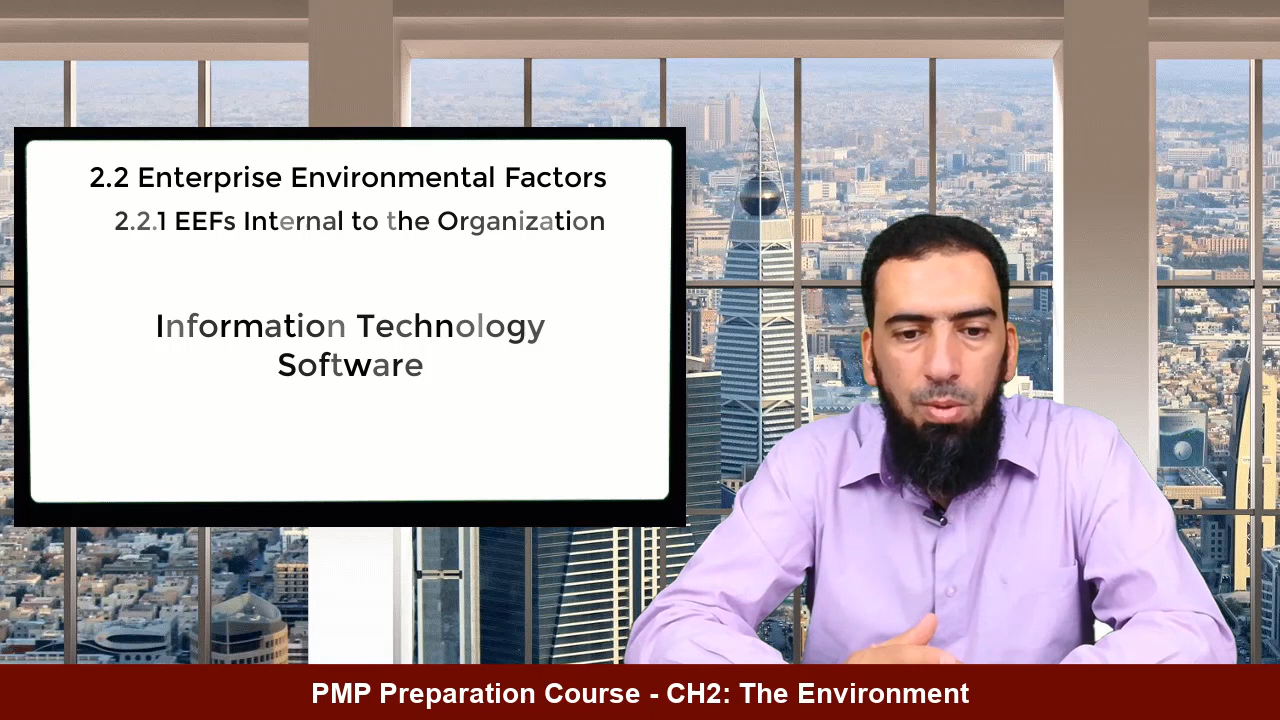 2.2 Enterprise Environmental Factors
2.2.1 EEFs Internal to the Organization
Information Technology
Software
PMP Preparation Course - CH2: The Environment